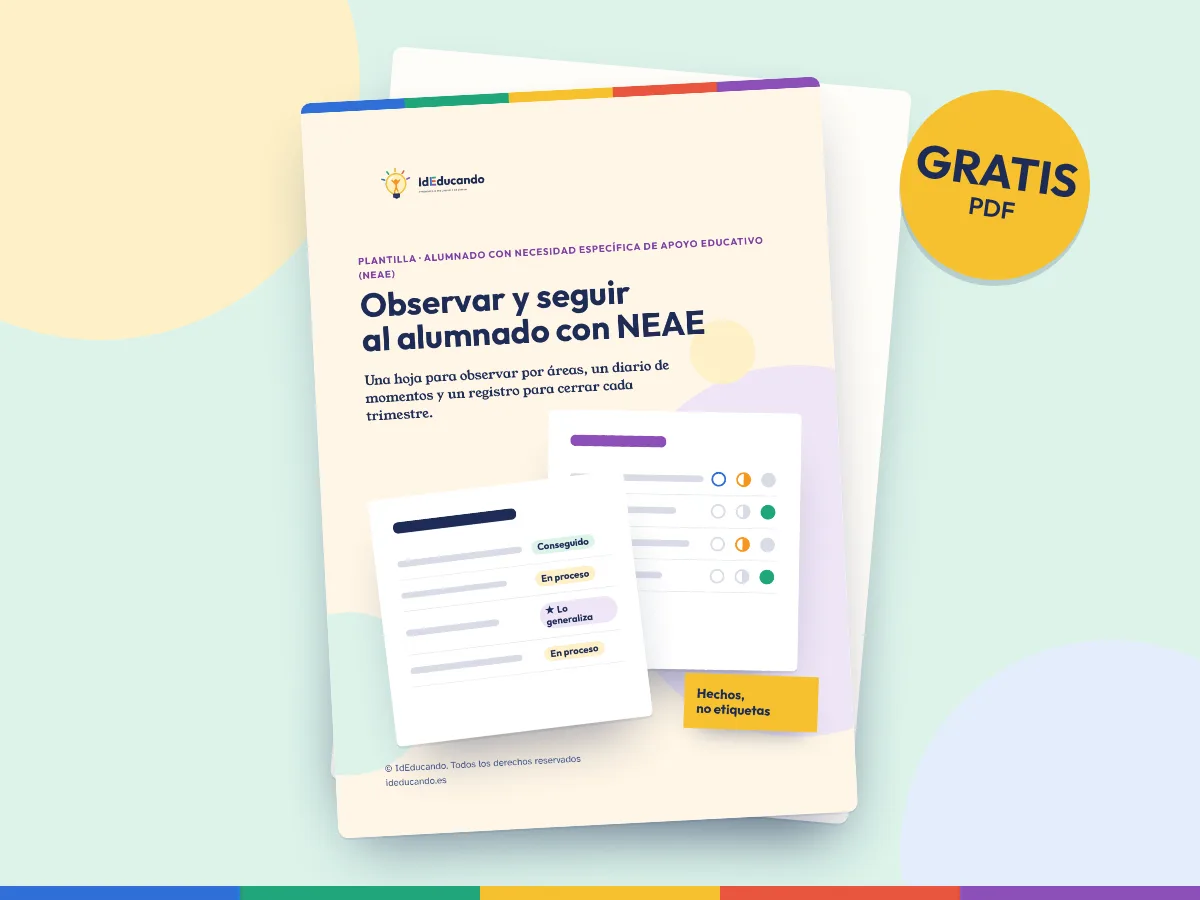 GRATIS
PDF
IdEducando
PLANTILLA · ALUMNADO CON NECESIDAD ESPECÍFICA DE APOYO EDUCATIVO
(NEAE)
Observar y seguir
al alumnado con NEAE
Una hoja para observar por áreas, un diario de
momentos y un registro para cerrar cada
trimestre.
Conseguido
En proceso
★ Lo
generaliza
En proceso
Hechos,
no etiquetas
© IdEducando. Todos los derechos reservados
ideducando.es